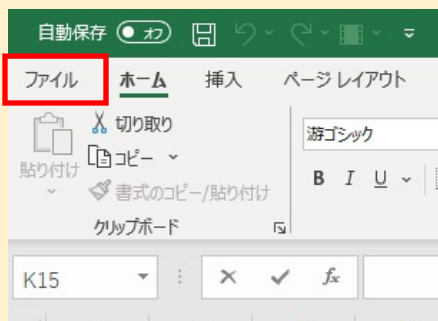 自動保存 オフ
ファイル ホーム 挿入 ページ レイアウト
切り取り
コピー
貼り付け
書式のコピー/貼り付け
クリップボード
游ゴシック
B I U
K15
fx